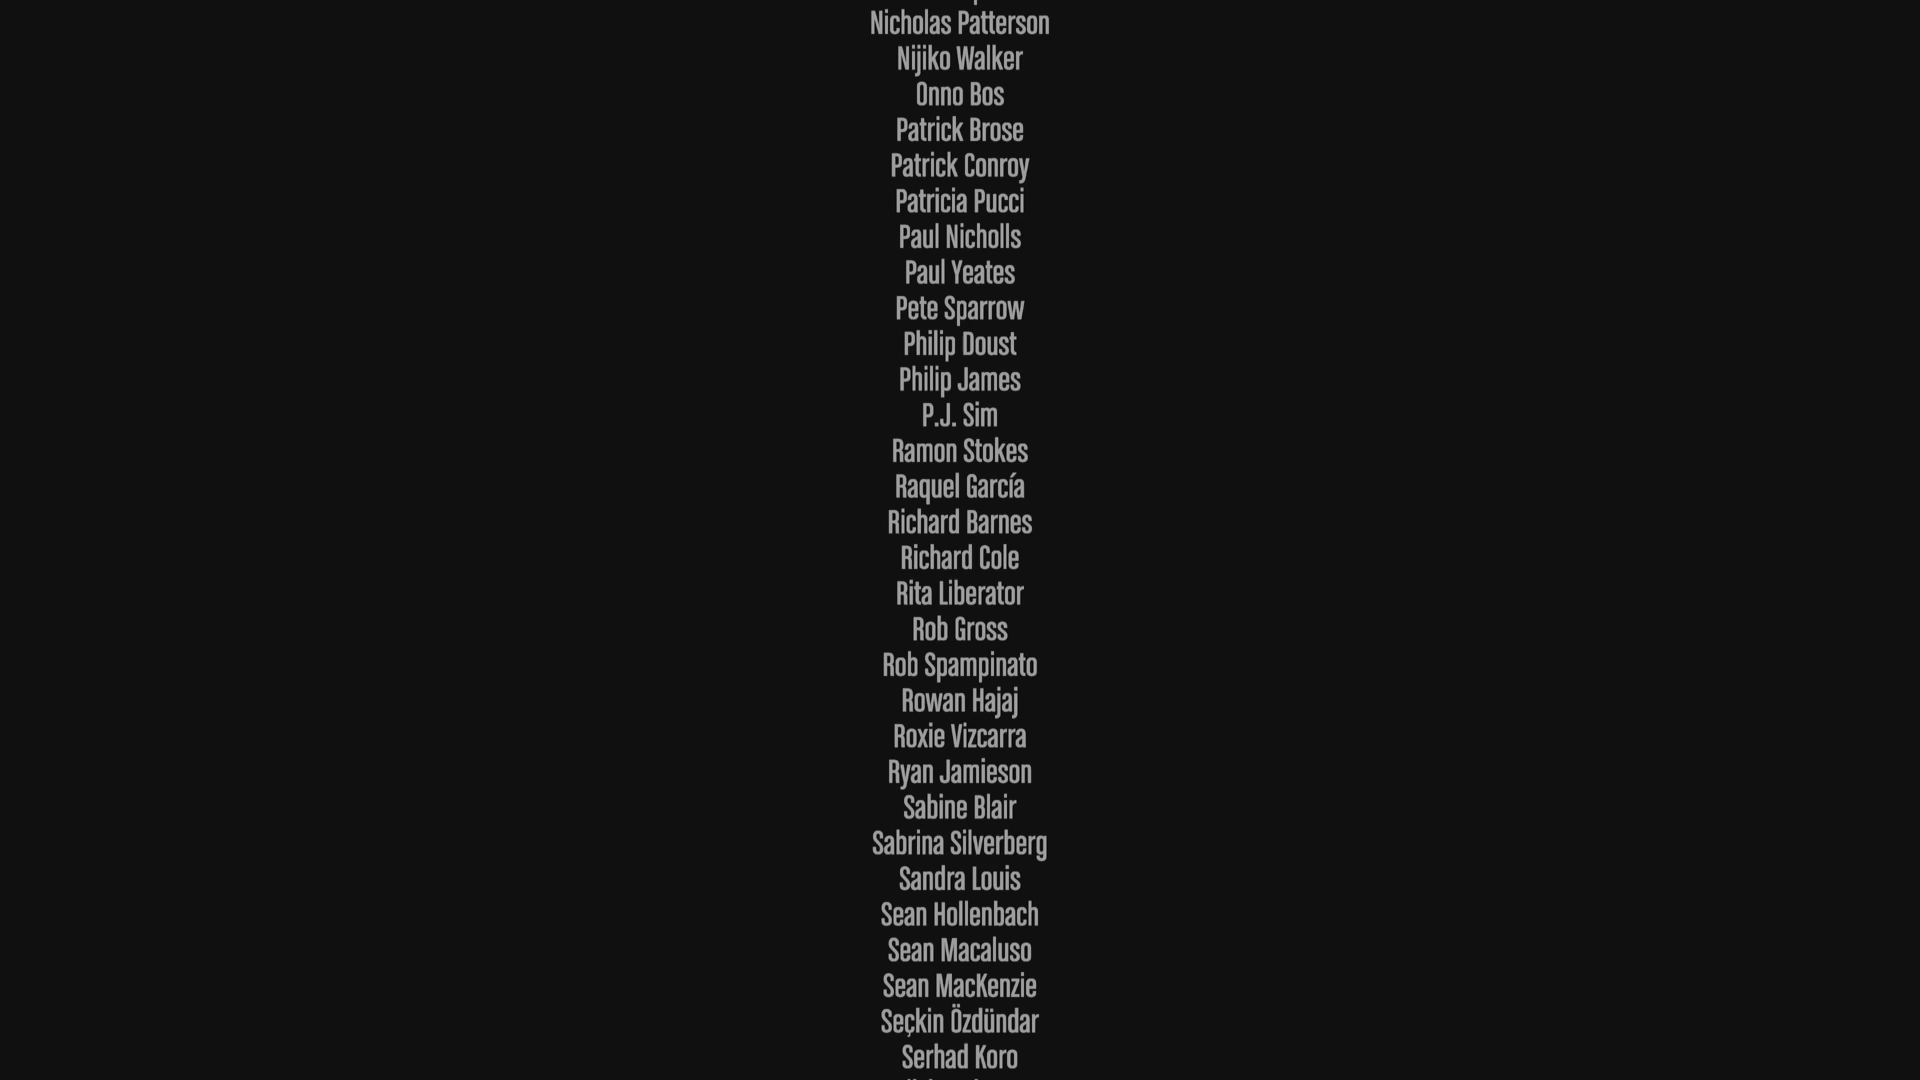 Nicholas Patterson
Nijiko Walker
Onno Bos
Patrick Brose
Patrick Conroy
Patricia Pucci
Paul Nicholls
Paul Yeates
Pete Sparrow
Philip Doust
Philip James
P.J. Sim
Ramon Stokes
Raquel García
Richard Barnes
Richard Cole
Rita Liberator
Rob Gross
Rob Spampinato
Rowan Hajaj
Roxie Vizcarra
Ryan Jamieson
Sabine Blair
Sabrina Silverberg
Sandra Louis
Sean Hollenbach
Sean Macaluso
Sean MacKenzie
Seçkin Özdündar
Serhad Koro